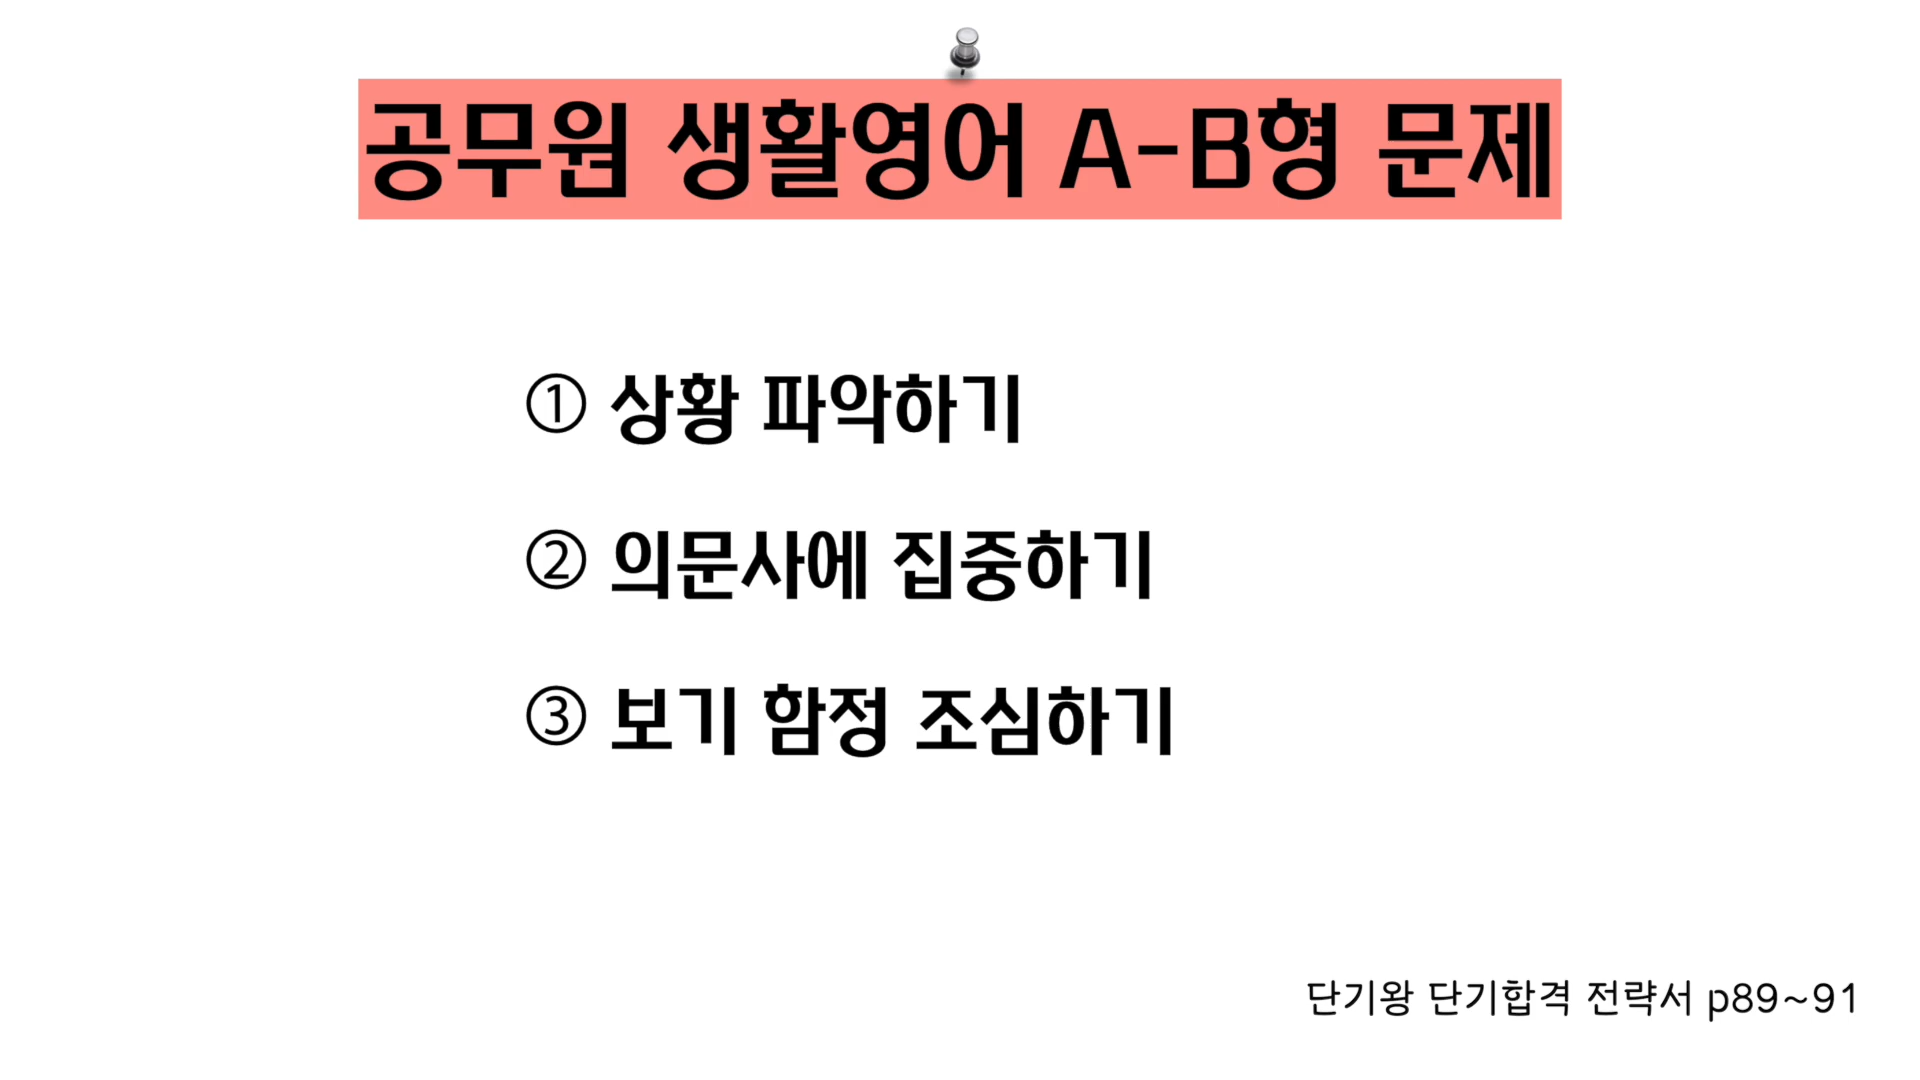 공무원 생활영어 A-B형 문제
① 상황 파악하기
② 의문사에 집중하기
③ 보기 함정 조심하기
단기왕 단기합격 전략서 p89~91